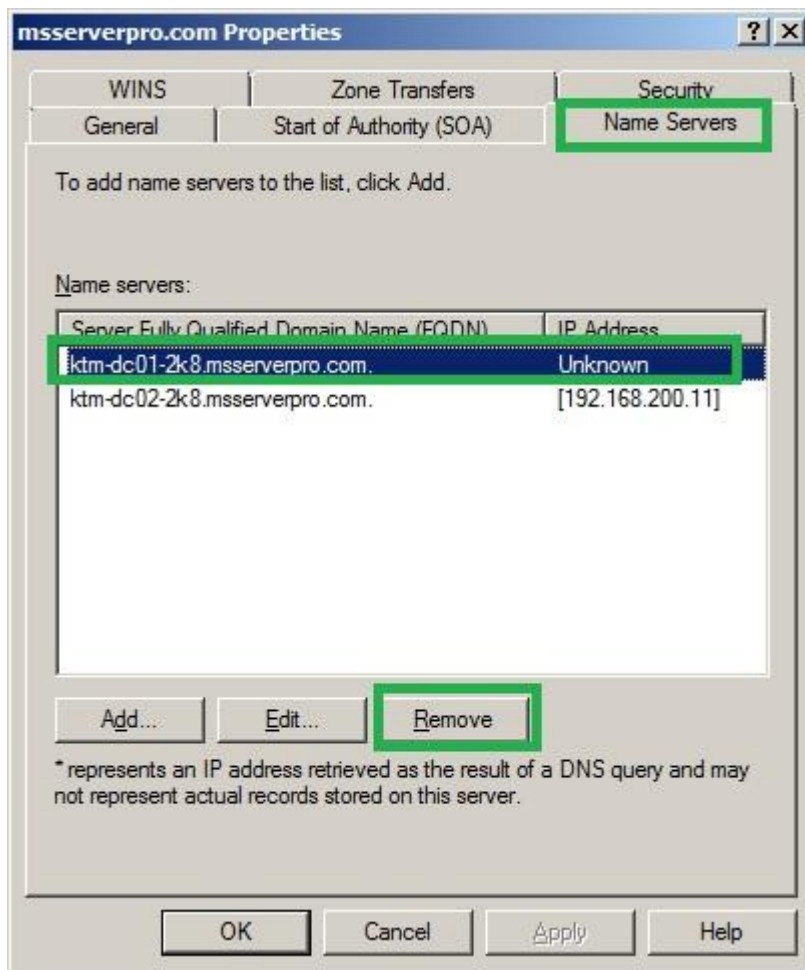 msserverpro.com Properties
WINS Zone Transfers Security
General Start of Authority (SOA) Name Servers
To add name servers to the list, click Add.
Name servers:
Server Fully Qualified Domain Name (FQDN) IP Address
ktm-dc01-2k8.msserverpro.com. Unknown
ktm-dc02-2k8.msserverpro.com. [192.168.200.11]
Add... Edit... Remove
* represents an IP address retrieved as the result of a DNS query and may
not represent actual records stored on this server.
OK Cancel Apply Help